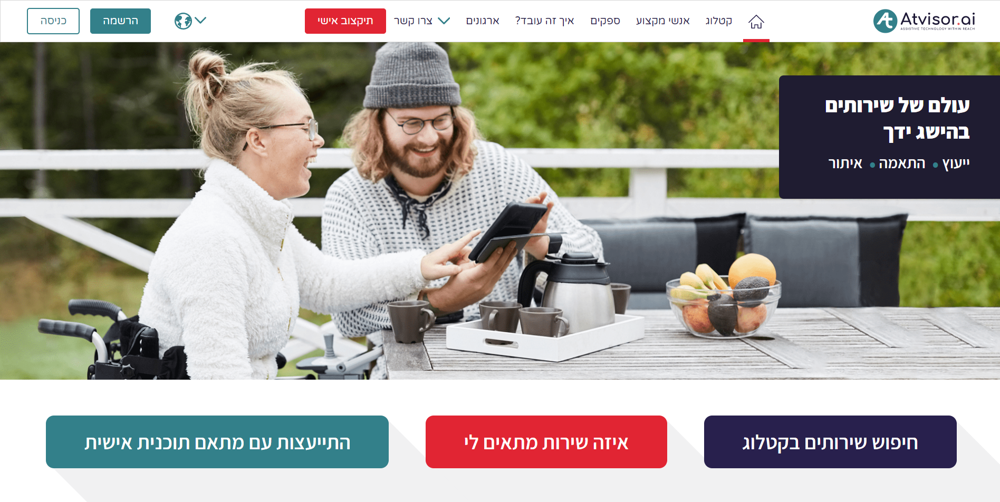 Atvisor.ai
ASSISTIVE TECHNOLOGY WITHIN REACH
קטלוג
אנשי מקצוע
ספקים
איך זה עובד?
ארגונים
צרו קשר
תיקצוב אישי
הרשמה
כניסה
עולם של שירותים
בהישג ידך
ייעוץ • התאמה • איתור
חיפוש שירותים בקטלוג
איזה שירות מתאים לי
התייעצות עם מתאם תוכנית אישית